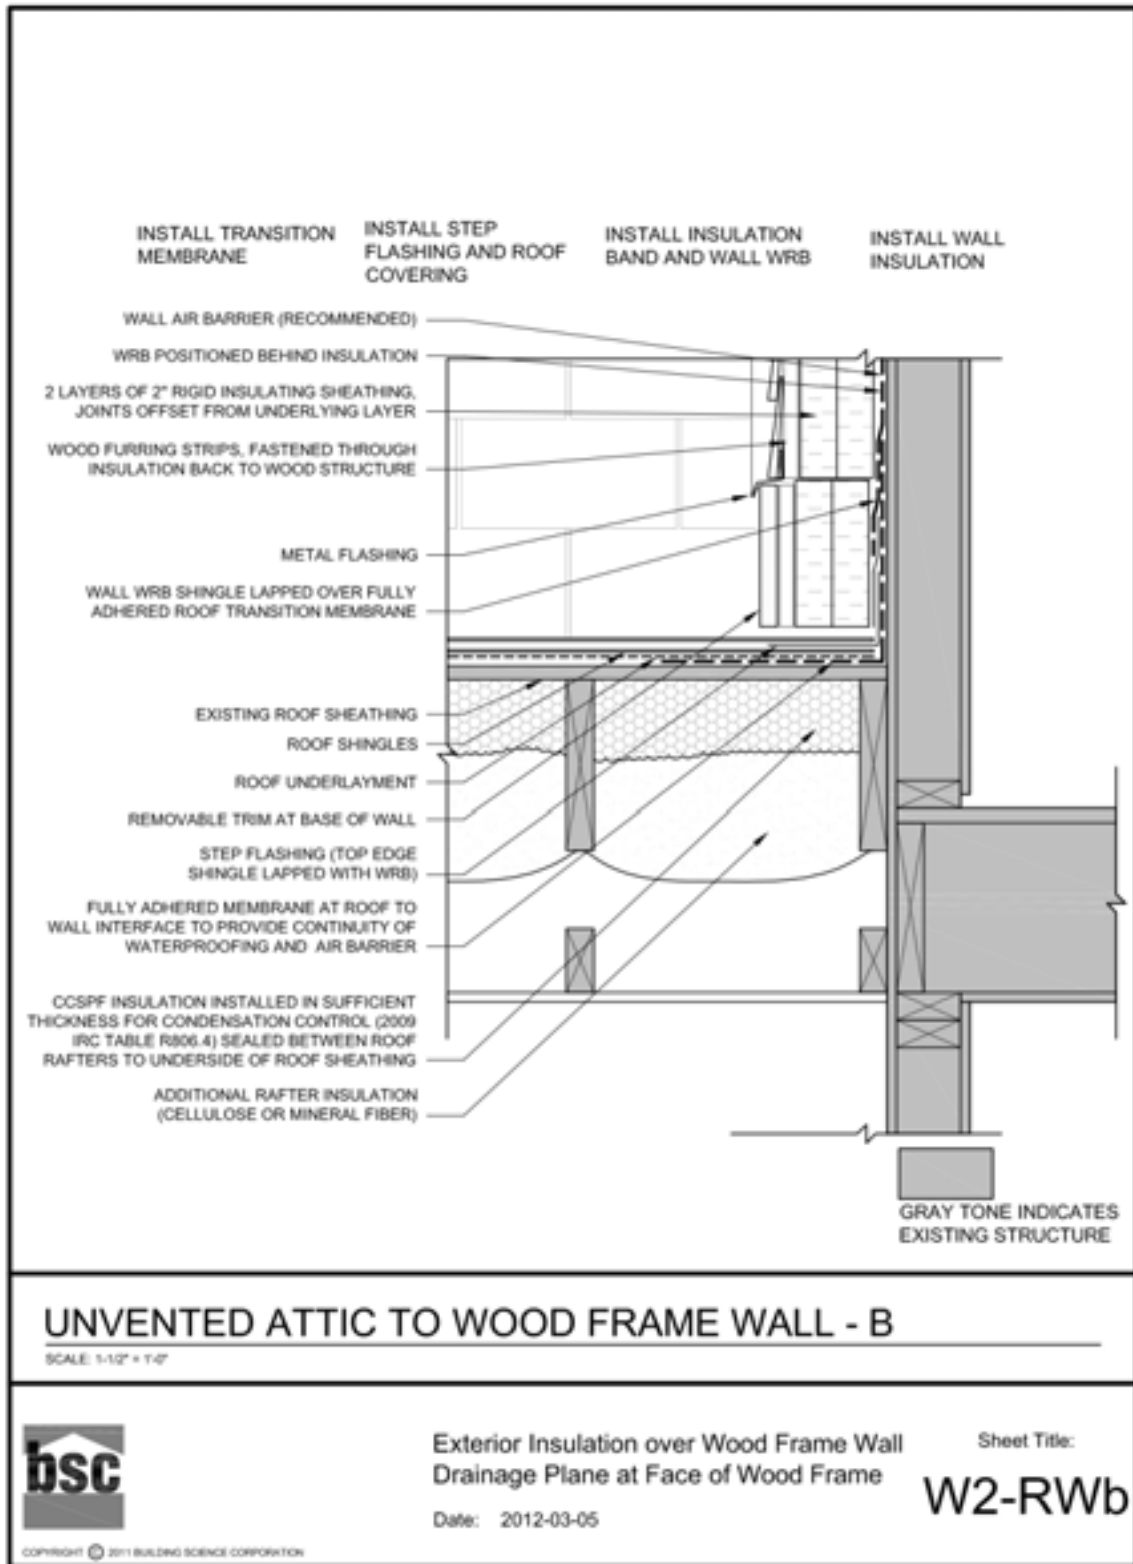 INSTALL TRANSITION
MEMBRANE
INSTALL STEP
FLASHING AND ROOF
COVERING
INSTALL INSULATION
BAND AND WALL WRB
INSTALL WALL
INSULATION
WALL AIR BARRIER (RECOMMENDED)
WRB POSITIONED BEHIND INSULATION
2 LAYERS OF 2" RIGID INSULATING SHEATHING,
JOINTS OFFSET FROM UNDERLYING LAYER
WOOD FURRING STRIPS, FASTENED THROUGH
INSULATION BACK TO WOOD STRUCTURE
METAL FLASHING
WALL WRB SHINGLE LAPPED OVER FULLY
ADHERED ROOF TRANSITION MEMBRANE
EXISTING ROOF SHEATHING
ROOF SHINGLES
ROOF UNDERLAYMENT
REMOVABLE TRIM AT BASE OF WALL
STEP FLASHING (TOP EDGE
SHINGLE LAPPED WITH WRB)
FULLY ADHERED MEMBRANE AT ROOF TO
WALL INTERFACE TO PROVIDE CONTINUITY OF
WATERPROOFING AND AIR BARRIER
CCSPF INSULATION INSTALLED IN SUFFICIENT
THICKNESS FOR CONDENSATION CONTROL (2009
IRC TABLE R806.4) SEALED BETWEEN ROOF
RAFTERS TO UNDERSIDE OF ROOF SHEATHING
ADDITIONAL RAFTER INSULATION
(CELLULOSE OR MINERAL FIBER)
GRAY TONE INDICATES
EXISTING STRUCTURE
UNVENTED ATTIC TO WOOD FRAME WALL - B
SCALE: 1-1/2" = 1'-0"
bsc
Exterior Insulation over Wood Frame Wall
Drainage Plane at Face of Wood Frame
Date: 2012-03-05
Sheet Title:
W2-RWb
COPYRIGHT © 2011 BUILDING SCIENCE CORPORATION